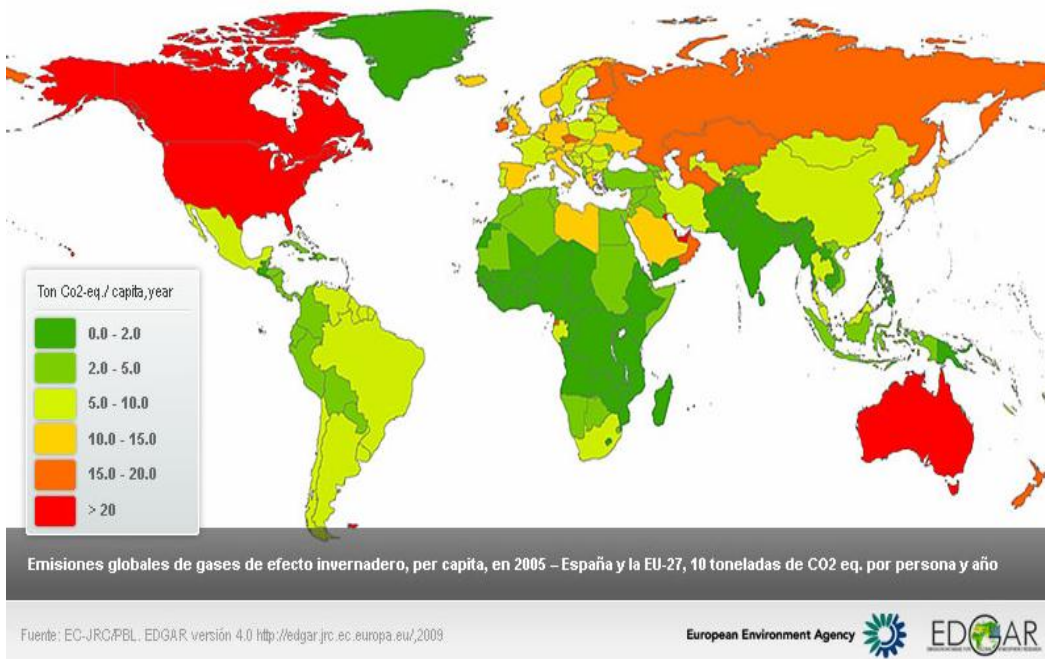 Ton Co2-eq./ capita,year
0.0 - 2.0
2.0 - 5.0
5.0 - 10.0
10.0 - 15.0
15.0 - 20.0
> 20
Emisiones globales de gases de efecto invernadero, per capita, en 2005 – España y la EU-27, 10 toneladas de CO2 eq. por persona y año
Fuente: EC-JRC/PBL. EDGAR versión 4.0 http://edgar.jrc.ec.europa.eu/,2009
European Environment Agency
EDGAR